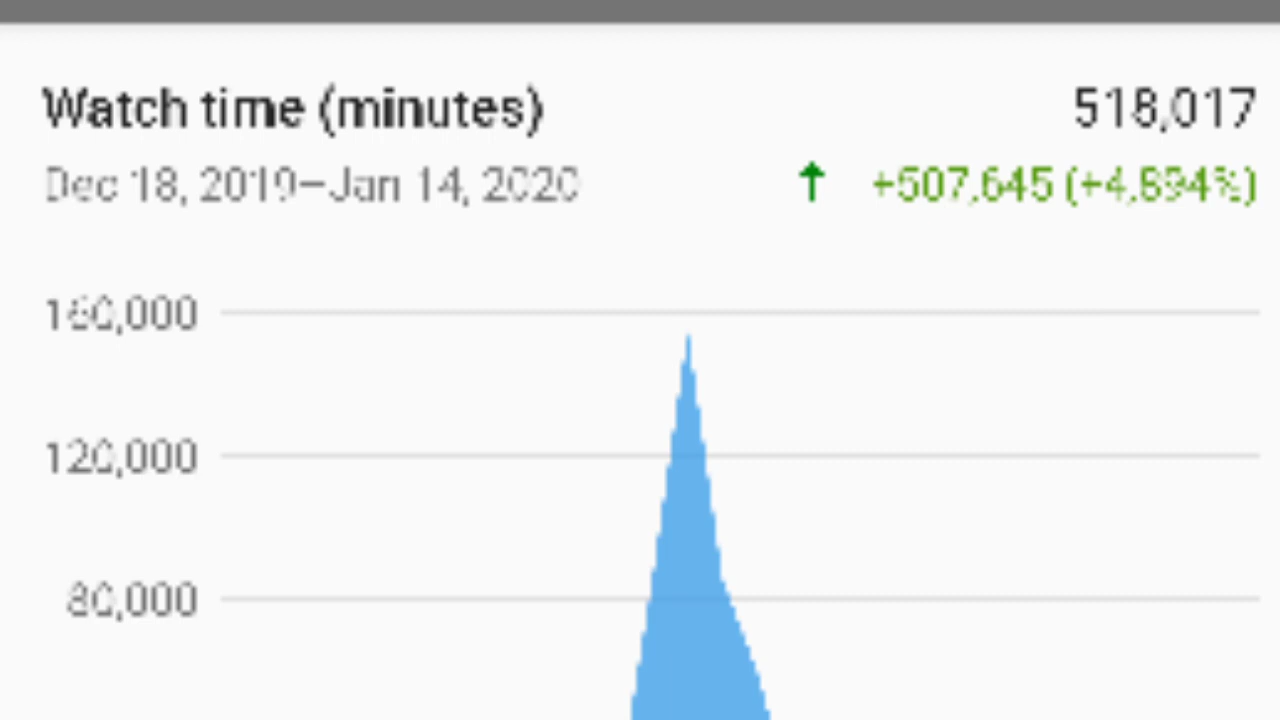 Watch time (minutes) 518,017
Dec 18, 2019–Jan 14, 2020 +507,645 (+4,894%)
160,000
120,000
80,000